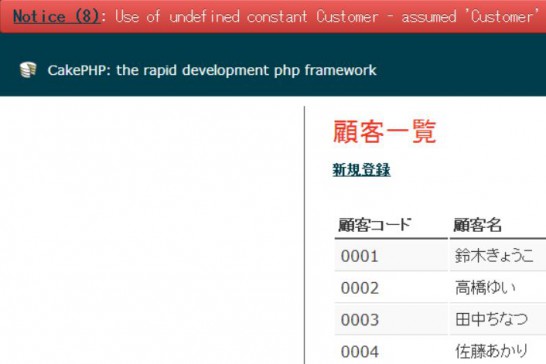 Notice (8): Use of undefined constant Customer - assumed 'Customer'
CakePHP: the rapid development php framework
顧客一覧
新規登録
顧客コード 顧客名
0001 鈴木きょうこ
0002 高橋ゆい
0003 田中ちなつ
0004 佐藤あかり